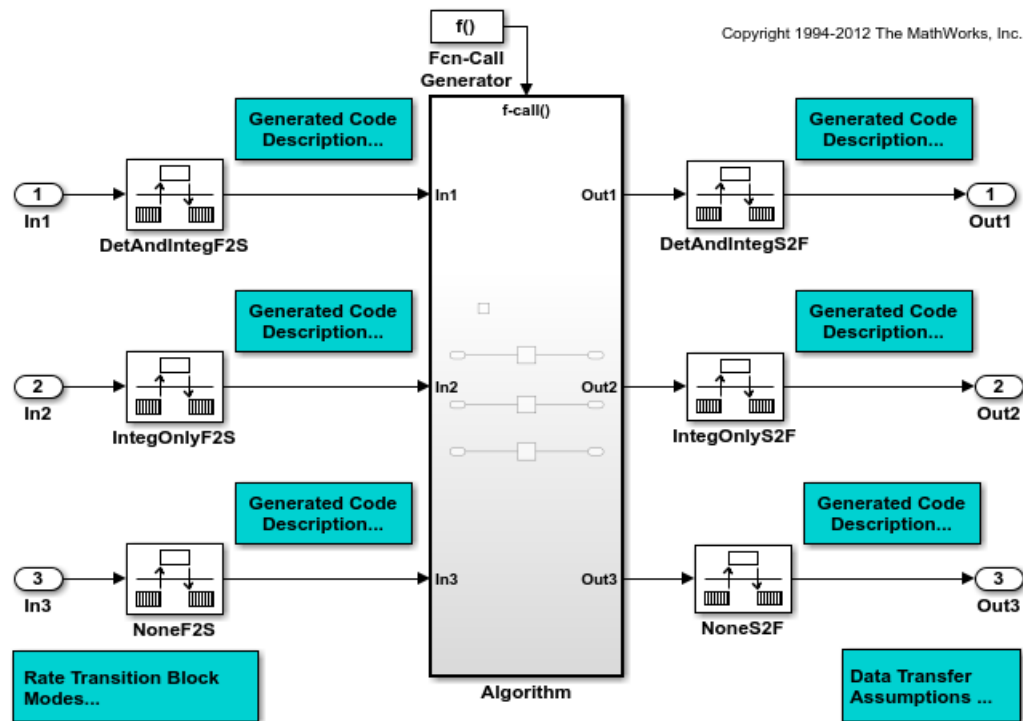 f()
Copyright 1994-2012 The MathWorks, Inc.
Fcn-Call
Generator
f-call()
Generated Code
Description...
Generated Code
Description...
1
In1
DetAndIntegF2S
In1
Out1
DetAndIntegS2F
1
Out1
Generated Code
Description...
Generated Code
Description...
2
In2
IntegOnlyF2S
In2
Out2
IntegOnlyS2F
2
Out2
Generated Code
Description...
Generated Code
Description...
3
In3
NoneF2S
In3
Out3
NoneS2F
3
Out3
Rate Transition Block
Modes...
Algorithm
Data Transfer
Assumptions ...